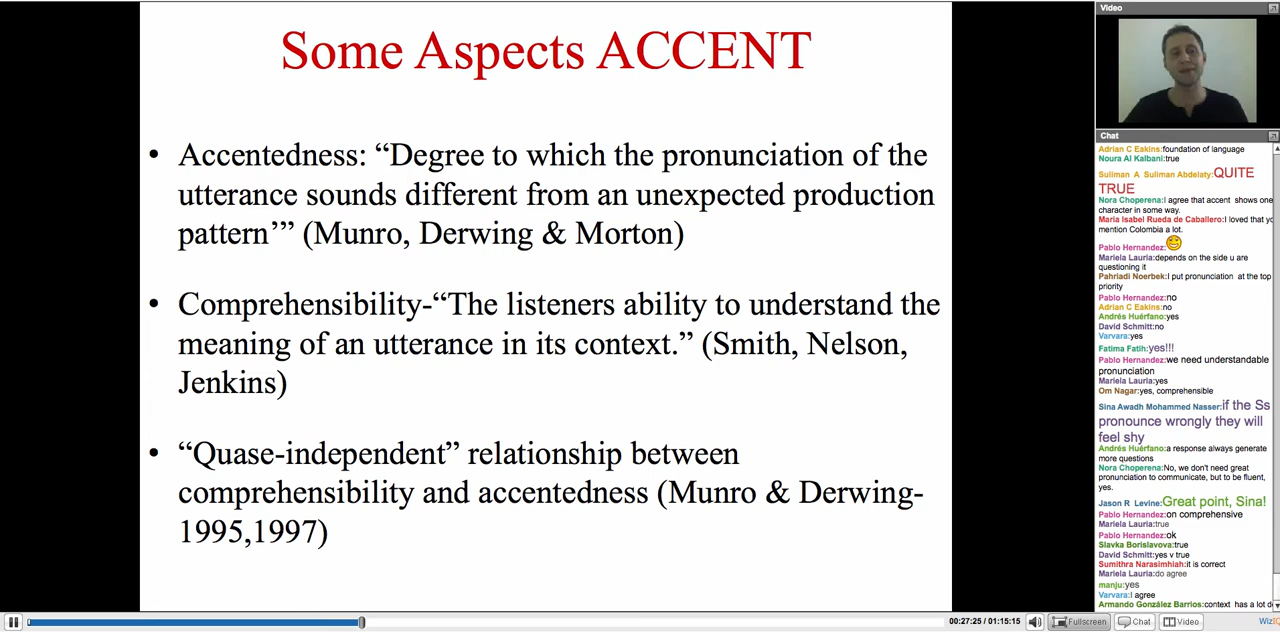 Some Aspects ACCENT
• Accentedness: “Degree to which the pronunciation of the
utterance sounds different from an unexpected production
pattern’” (Munro, Derwing & Morton)
• Comprehensibility-“The listeners ability to understand the
meaning of an utterance in its context.” (Smith, Nelson,
Jenkins)
• “Quase-independent” relationship between
comprehensibility and accentedness (Munro & Derwing-
1995,1997)
Video
Chat
Adrian C Eakins:foundation of language
Noura Al Kalbani:true
Suliman A Suliman Abdelaty:QUITE
TRUE
Nora Choperena:I agree that accent shows one
character in some way.
Maria Isabel Rueda de Caballero:I loved that
mention Colombia a lot.
Pablo Hernandez:
Mariela Lauria:depends on the side u are
questioning it
Pahriadi Noerbek:I put pronunciation at the top
priority
Pablo Hernandez:no
Adrian C Eakins:no
Andrés Huérfano:yes
David Schmitt:no
Varvara:yes
Fatima Fatih:yes!!!
Pablo Hernandez:we need understandable
pronunciation
Mariela Lauria:yes
Om Nagar:yes, comprehensible
Sina Awadh Mohammed Nasser:if the Ss
pronounce wrongly they will
feel shy
Andrés Huérfano:a response always generate
more questions
Nora Choperena:No, we don't need great
pronunciation to communicate, but to be fluent,
yes.
Jason R Levine:Great point, Sina!
Pablo Hernandez:on comprehensive
Mariela Lauria:true
Pablo Hernandez:ok
Slavka Borislavova:true
David Schmitt:yes v true
Sumithra Narasimhiah:it is correct
Mariela Lauria:do agree
manju:yes
Varvara:I agree
Armando González Barrios:context has a lot
00:27:25 / 01:15:15
Fullscreen
Chat
Video
WizIQ